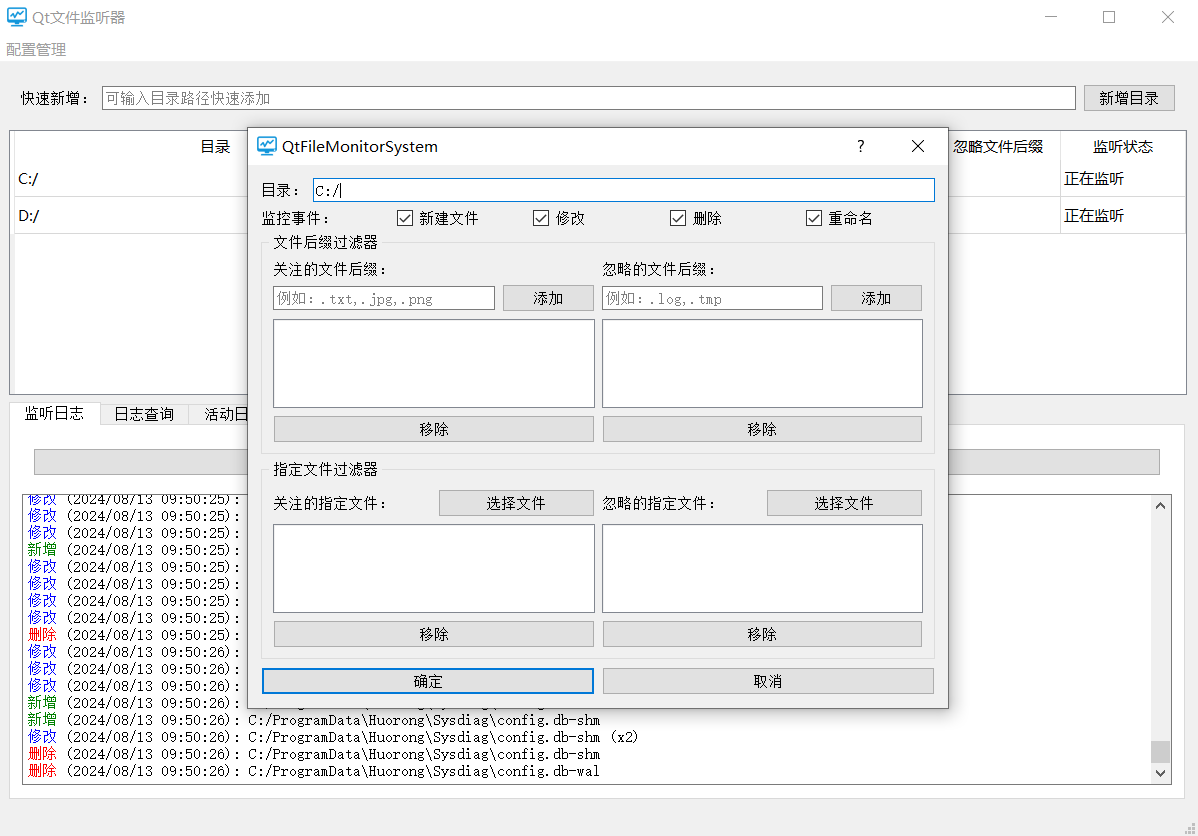 Qt文件监听器
配置管理
快速新增：
可输入目录路径快速添加
新增目录
目录
忽略文件后缀
监听状态
C:/
正在监听
D:/
正在监听
QtFileMonitorSystem
目录：
C:/
监控事件：
新建文件
修改
删除
重命名
文件后缀过滤器
关注的文件后缀：
忽略的文件后缀：
例如：.txt,.jpg,.png
添加
例如：.log,.tmp
添加
移除
移除
指定文件过滤器
关注的指定文件：
选择文件
忽略的指定文件：
选择文件
移除
移除
确定
取消
监听日志
日志查询
活动日
修改 (2024/08/13 09:50:25):
修改 (2024/08/13 09:50:25):
修改 (2024/08/13 09:50:25):
新增 (2024/08/13 09:50:25):
修改 (2024/08/13 09:50:25):
修改 (2024/08/13 09:50:25):
修改 (2024/08/13 09:50:25):
修改 (2024/08/13 09:50:25):
删除 (2024/08/13 09:50:25):
修改 (2024/08/13 09:50:26):
修改 (2024/08/13 09:50:26):
修改 (2024/08/13 09:50:26):
新增 (2024/08/13 09:50:26):
新增 (2024/08/13 09:50:26): C:/ProgramData\Huorong\Sysdiag\config.db-shm
修改 (2024/08/13 09:50:26): C:/ProgramData\Huorong\Sysdiag\config.db-shm (x2)
删除 (2024/08/13 09:50:26): C:/ProgramData\Huorong\Sysdiag\config.db-shm
删除 (2024/08/13 09:50:26): C:/ProgramData\Huorong\Sysdiag\config.db-wal